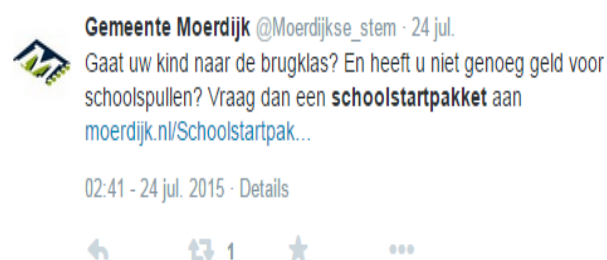 Gemeente Moerdijk @Moerdijkse_stem · 24 jul.
Gaat uw kind naar de brugklas? En heeft u niet genoeg geld voor
schoolspullen? Vraag dan een schoolstartpakket aan
moerdijk.nl/Schoolstartpak...
02:41 - 24 jul. 2015 · Details
1